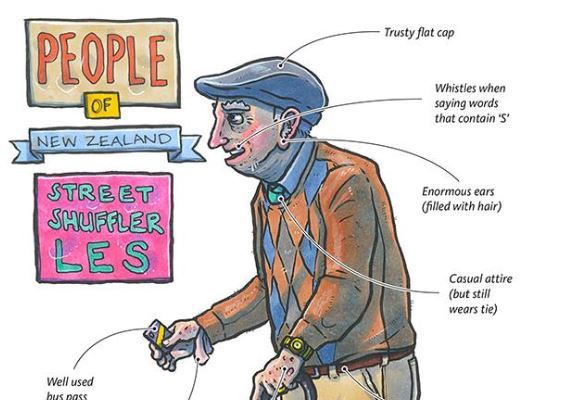 PEOPLE
OF
NEW ZEALAND
STREET
SHUFFLER
LES
Trusty flat cap
Whistles when
saying words
that contain 'S'
Enormous ears
(filled with hair)
Casual attire
(but still
wears tie)
Well used
bus pass